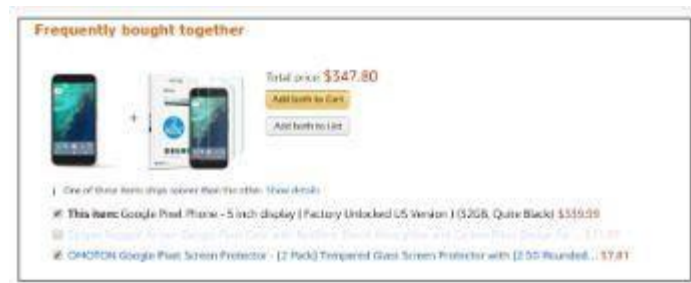 Frequently bought together
Total price: $347.80
Add both to Cart
Add both to List
One of these items ships sooner than the other. Show details
This item: Google Pixel Phone - 5 inch display ( Factory Unlocked US Version ) (32GB, Quite Black) $339.99
OMOTON Google Pixel Screen Protector - [2 Pack] Tempered Glass Screen Protector with [2.5D Rounded... $7.81